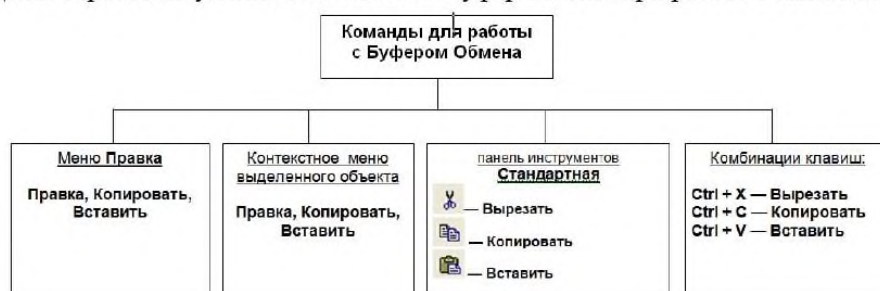 Команды для работы
с Буфером Обмена
Меню Правка
Правка, Копировать,
Вставить
Контекстное меню
выделенного объекта
Правка, Копировать,
Вставить
панель инструментов
Стандартная
— Вырезать
— Копировать
— Вставить
Комбинации клавиш:
Ctrl + X — Вырезать
Ctrl + C — Копировать
Ctrl + V — Вставить